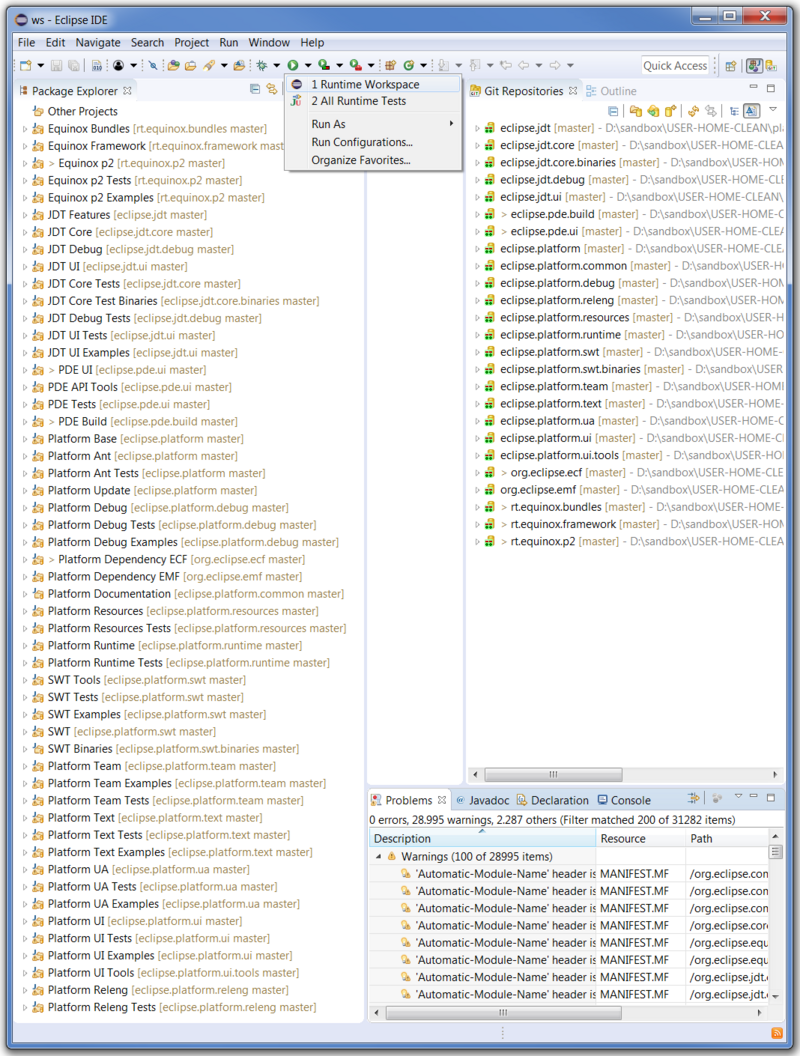 ws - Eclipse IDE
File Edit Navigate Search Project Run Window Help
Quick Access
Package Explorer
1 Runtime Workspace
2 All Runtime Tests
Run As
Run Configurations...
Organize Favorites...
Other Projects
Equinox Bundles [rt.equinox.bundles master]
Equinox Framework [rt.equinox.framework mast
> Equinox p2 [rt.equinox.p2 master]
Equinox p2 Tests [rt.equinox.p2 master]
Equinox p2 Examples [rt.equinox.p2 master]
JDT Features [eclipse.jdt master]
JDT Core [eclipse.jdt.core master]
JDT Debug [eclipse.jdt.debug master]
JDT UI [eclipse.jdt.ui master]
JDT Core Tests [eclipse.jdt.core master]
JDT Core Test Binaries [eclipse.jdt.core.binaries master]
JDT Debug Tests [eclipse.jdt.debug master]
JDT UI Tests [eclipse.jdt.ui master]
JDT UI Examples [eclipse.jdt.ui master]
> PDE UI [eclipse.pde.ui master]
PDE API Tools [eclipse.pde.ui master]
PDE Tests [eclipse.pde.ui master]
> PDE Build [eclipse.pde.build master]
Platform Base [eclipse.platform master]
Platform Ant [eclipse.platform master]
Platform Ant Tests [eclipse.platform master]
Platform Update [eclipse.platform master]
Platform Debug [eclipse.platform.debug master]
Platform Debug Tests [eclipse.platform.debug master]
Platform Debug Examples [eclipse.platform.debug master]
> Platform Dependency ECF [org.eclipse.ecf master]
Platform Dependency EMF [org.eclipse.emf master]
Platform Documentation [eclipse.platform.common master]
Platform Resources [eclipse.platform.resources master]
Platform Resources Tests [eclipse.platform.resources master]
Platform Runtime [eclipse.platform.runtime master]
Platform Runtime Tests [eclipse.platform.runtime master]
SWT Tools [eclipse.platform.swt master]
SWT Tests [eclipse.platform.swt master]
SWT Examples [eclipse.platform.swt master]
SWT [eclipse.platform.swt master]
SWT Binaries [eclipse.platform.swt.binaries master]
Platform Team [eclipse.platform.team master]
Platform Team Examples [eclipse.platform.team master]
Platform Team Tests [eclipse.platform.team master]
Platform Text [eclipse.platform.text master]
Platform Text Tests [eclipse.platform.text master]
Platform Text Examples [eclipse.platform.text master]
Platform UA [eclipse.platform.ua master]
Platform UA Tests [eclipse.platform.ua master]
Platform UA Examples [eclipse.platform.ua master]
Platform UI [eclipse.platform.ui master]
Platform UI Tests [eclipse.platform.ui master]
Platform UI Examples [eclipse.platform.ui master]
Platform UI Tools [eclipse.platform.ui.tools master]
Platform Releng [eclipse.platform.releng master]
Platform Releng Tests [eclipse.platform.releng master]
Git Repositories Outline
eclipse.jdt [master] - D:\sandbox\USER-HOME-CLEAN\pla
eclipse.jdt.core [master] - D:\sandbox\USER-HOME-CLEA
eclipse.jdt.core.binaries [master] - D:\sandbox\USER-HO
eclipse.jdt.debug [master] - D:\sandbox\USER-HOME-CLE
eclipse.jdt.ui [master] - D:\sandbox\USER-HOME-CLEAN\
> eclipse.pde.build [master] - D:\sandbox\USER-HOME-C
> eclipse.pde.ui [master] - D:\sandbox\USER-HOME-CLEA
eclipse.platform [master] - D:\sandbox\USER-HOME-CLEA
eclipse.platform.common [master] - D:\sandbox\USER-HO
eclipse.platform.debug [master] - D:\sandbox\USER-HOM
eclipse.platform.releng [master] - D:\sandbox\USER-HOM
eclipse.platform.resources [master] - D:\sandbox\USER-H
eclipse.platform.runtime [master] - D:\sandbox\USER-HO
eclipse.platform.swt [master] - D:\sandbox\USER-HOME-
eclipse.platform.swt.binaries [master] - D:\sandbox\USER
eclipse.platform.team [master] - D:\sandbox\USER-HOME
eclipse.platform.text [master] - D:\sandbox\USER-HOME-
eclipse.platform.ua [master] - D:\sandbox\USER-HOME-C
eclipse.platform.ui [master] - D:\sandbox\USER-HOME-CL
eclipse.platform.ui.tools [master] - D:\sandbox\USER-HO
> org.eclipse.ecf [master] - D:\sandbox\USER-HOME-CLE
org.eclipse.emf [master] - D:\sandbox\USER-HOME-CLEA
> rt.equinox.bundles [master] - D:\sandbox\USER-HOME-
> rt.equinox.framework [master] - D:\sandbox\USER-HOM
> rt.equinox.p2 [master] - D:\sandbox\USER-HOME-CLEA
Problems Javadoc Declaration Console
0 errors, 28.995 warnings, 2.287 others (Filter matched 200 of 31282 items)
Description Resource Path
Warnings (100 of 28995 items)
'Automatic-Module-Name' header is MANIFEST.MF /org.eclipse.com
'Automatic-Module-Name' header is MANIFEST.MF /org.eclipse.com
'Automatic-Module-Name' header is MANIFEST.MF /org.eclipse.com
'Automatic-Module-Name' header is MANIFEST.MF /org.eclipse.core
'Automatic-Module-Name' header is MANIFEST.MF /org.eclipse.equ
'Automatic-Module-Name' header is MANIFEST.MF /org.eclipse.equ
'Automatic-Module-Name' header is MANIFEST.MF /org.eclipse.jdt.
'Automatic-Module-Name' header is MANIFEST.MF /org.eclipse.jdt.